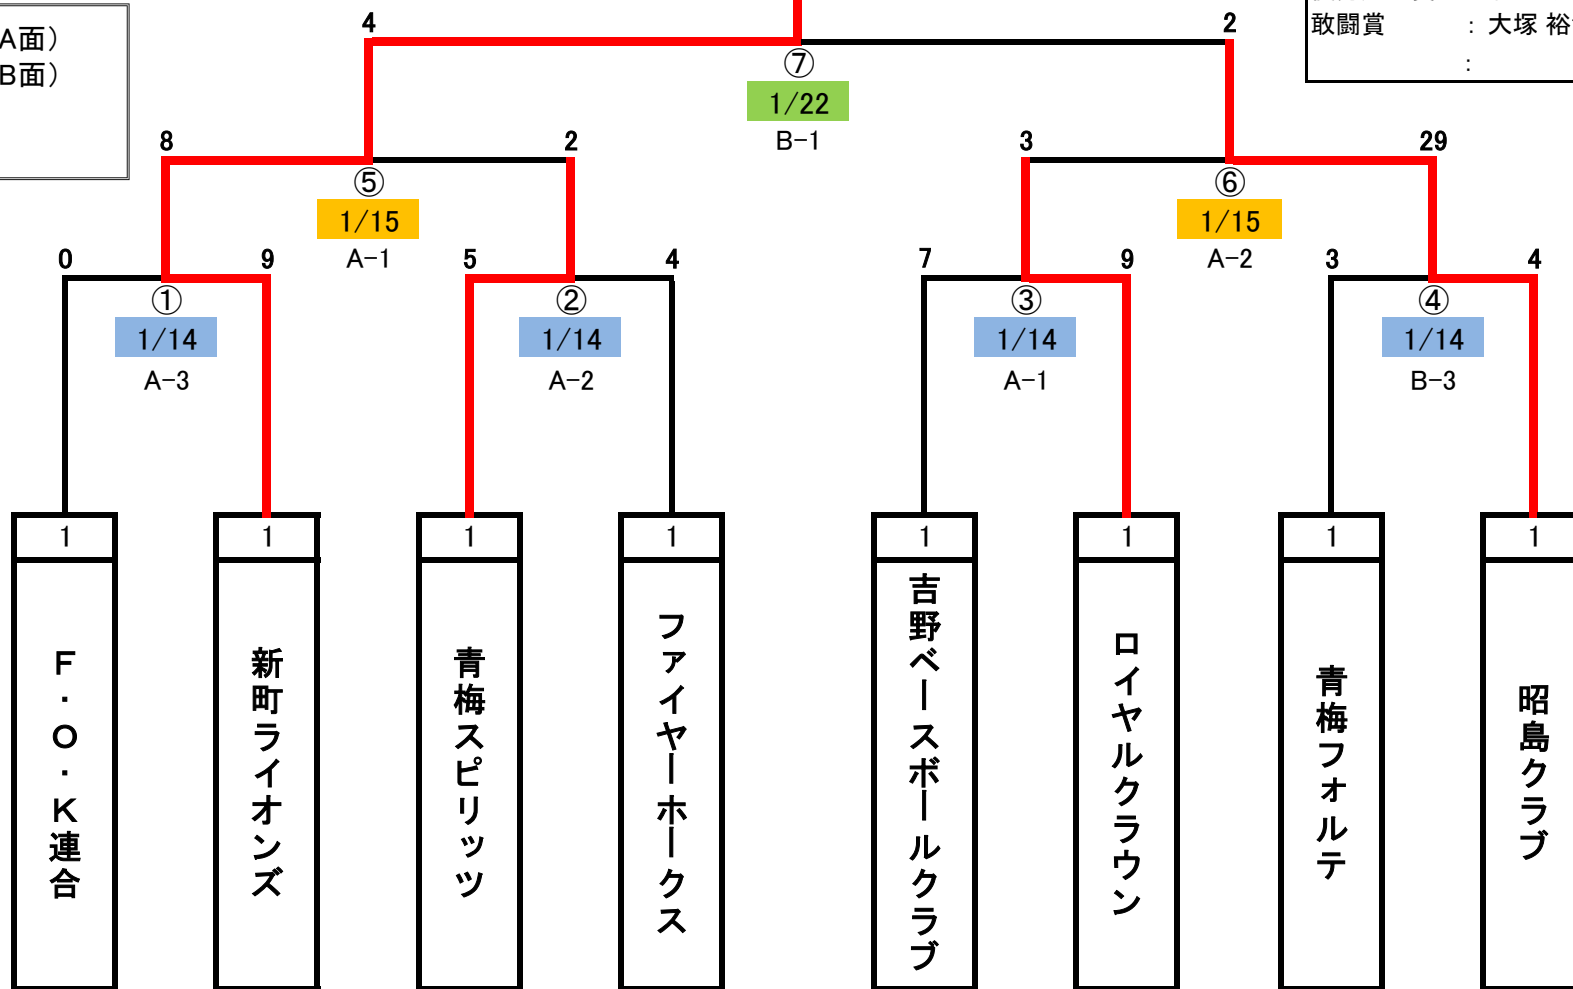 A面）
B面）
敢闘賞 : 大塚 裕
:
4
2
⑦
1/22
B-1
8
2
3
29
⑤
1/15
A-1
⑥
1/15
A-2
0
9
5
4
7
9
3
4
①
1/14
A-3
②
1/14
A-2
③
1/14
A-1
④
1/14
B-3
1
1
1
1
1
1
1
1
F・O・K連合
新町ライオンズ
青梅スピリッツ
ファイヤーホークス
吉野ベースボールクラブ
ロイヤルクラウン
青梅フォルテ
昭島クラブ